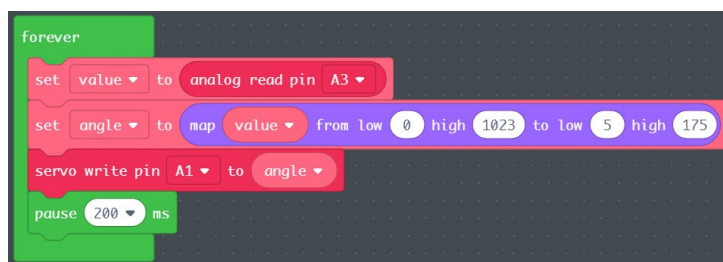 forever
set value to analog read pin A3
set angle to map value from low 0 high 1023 to low 5 high 175
servo write pin A1 to angle
pause 200 ms